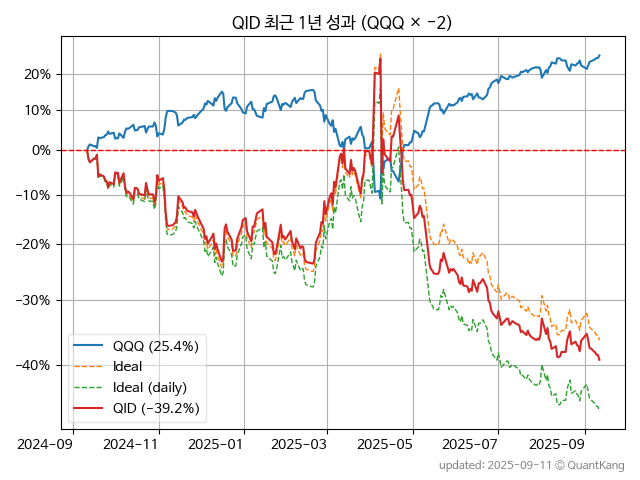 QID 최근 1년 성과 (QQQ × −2)
20%
10%
0%
−10%
−20%
−30%
−40%
QQQ (25.4%)
Ideal
Ideal (daily)
QID (−39.2%)
2024-09
2024-11
2025-01
2025-03
2025-05
2025-07
2025-09
updated: 2025-09-11 © QuantKang